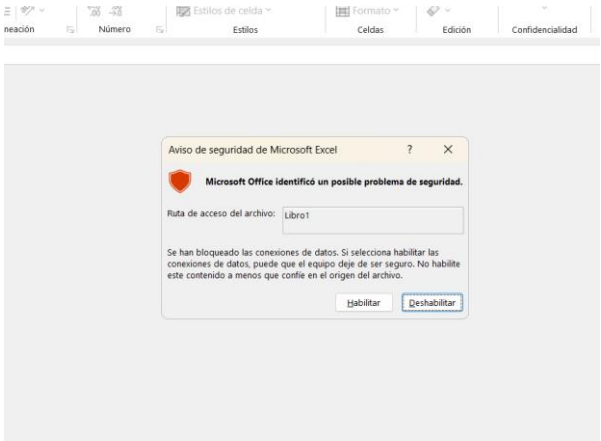 Estilos de celda
Formato
neación
Número
Estilos
Celdas
Edición
Confidencialidad
Aviso de seguridad de Microsoft Excel
?
Microsoft Office identificó un posible problema de seguridad.
Ruta de acceso del archivo:
Libro1
Se han bloqueado las conexiones de datos. Si selecciona habilitar las
conexiones de datos, puede que el equipo deje de ser seguro. No habilite
este contenido a menos que confíe en el origen del archivo.
Habilitar
Deshabilitar